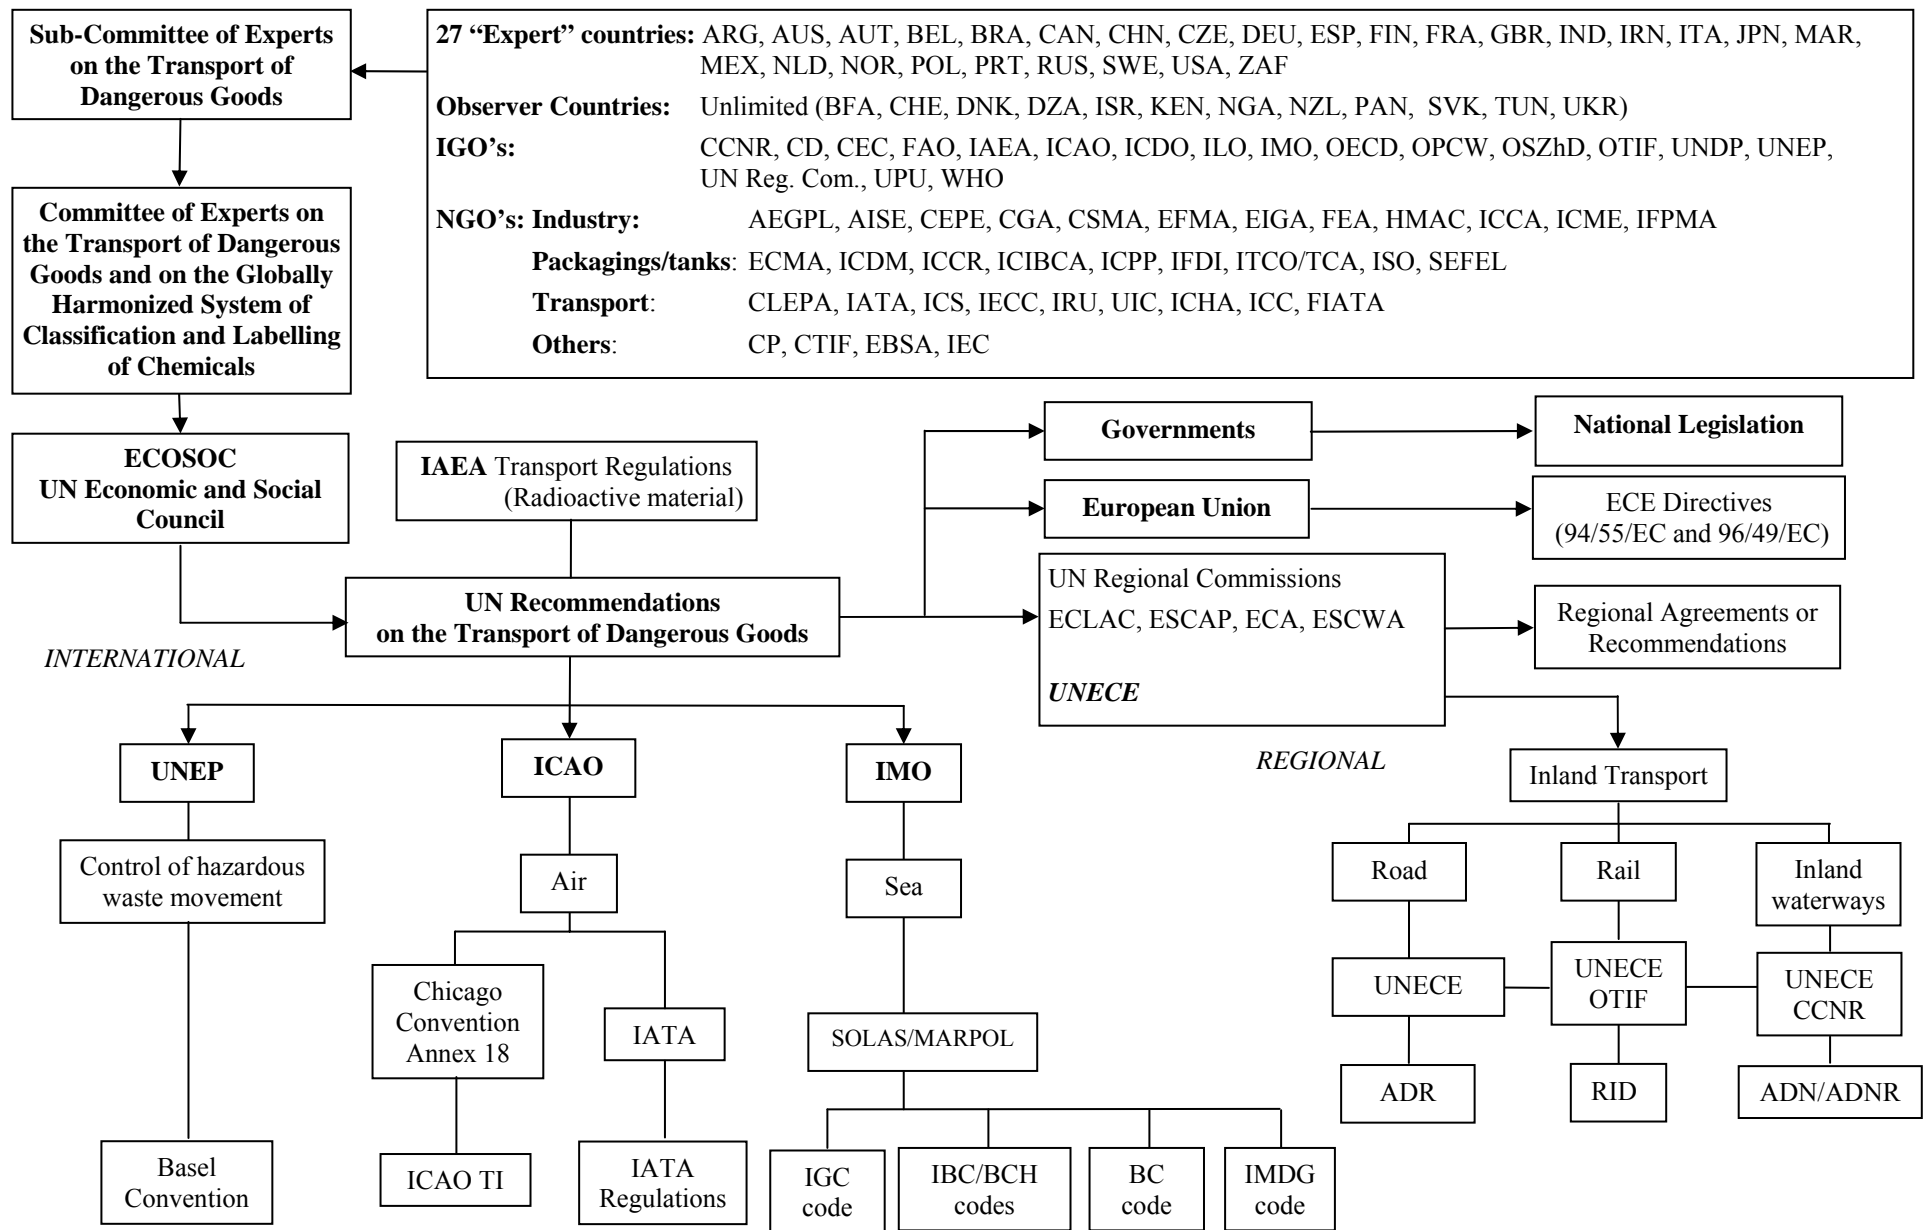 Sub-Committee of Experts
on the Transport of
Dangerous Goods
27 “Expert” countries: ARG, AUS, AUT, BEL, BRA, CAN, CHN, CZE, DEU, ESP, FIN, FRA, GBR, IND, IRN, ITA, JPN, MAR,
MEX, NLD, NOR, POL, PRT, RUS, SWE, USA, ZAF
Observer Countries: Unlimited (BFA, CHE, DNK, DZA, ISR, KEN, NGA, NZL, PAN, SVK, TUN, UKR)
IGO’s: CCNR, CD, CEC, FAO, IAEA, ICAO, ICDO, ILO, IMO, OECD, OPCW, OSZhD, OTIF, UNDP, UNEP,
UN Reg. Com., UPU, WHO
NGO’s: Industry: AEGPL, AISE, CEPE, CGA, CSMA, EFMA, EIGA, FEA, HMAC, ICCA, ICME, IFPMA
Packagings/tanks: ECMA, ICDM, ICCR, ICIBCA, ICPP, IFDI, ITCO/TCA, ISO, SEFEL
Transport: CLEPA, IATA, ICS, IECC, IRU, UIC, ICHA, ICC, FIATA
Others: CP, CTIF, EBSA, IEC
Committee of Experts on
the Transport of Dangerous
Goods and on the Globally
Harmonized System of
Classification and Labelling
of Chemicals
ECOSOC
UN Economic and Social
Council
IAEA Transport Regulations
(Radioactive material)
Governments
National Legislation
European Union
ECE Directives
(94/55/EC and 96/49/EC)
UN Recommendations
on the Transport of Dangerous Goods
UN Regional Commissions
ECLAC, ESCAP, ECA, ESCWA
UNECE
Regional Agreements or
Recommendations
INTERNATIONAL
REGIONAL
UNEP
ICAO
IMO
Inland Transport
Control of hazardous
waste movement
Air
Sea
Road
Rail
Inland
waterways
Chicago
Convention
Annex 18
IATA
SOLAS/MARPOL
UNECE
UNECE
OTIF
UNECE
CCNR
ADR
RID
ADN/ADNR
Basel
Convention
ICAO TI
IATA
Regulations
IGC
code
IBC/BCH
codes
BC
code
IMDG
code